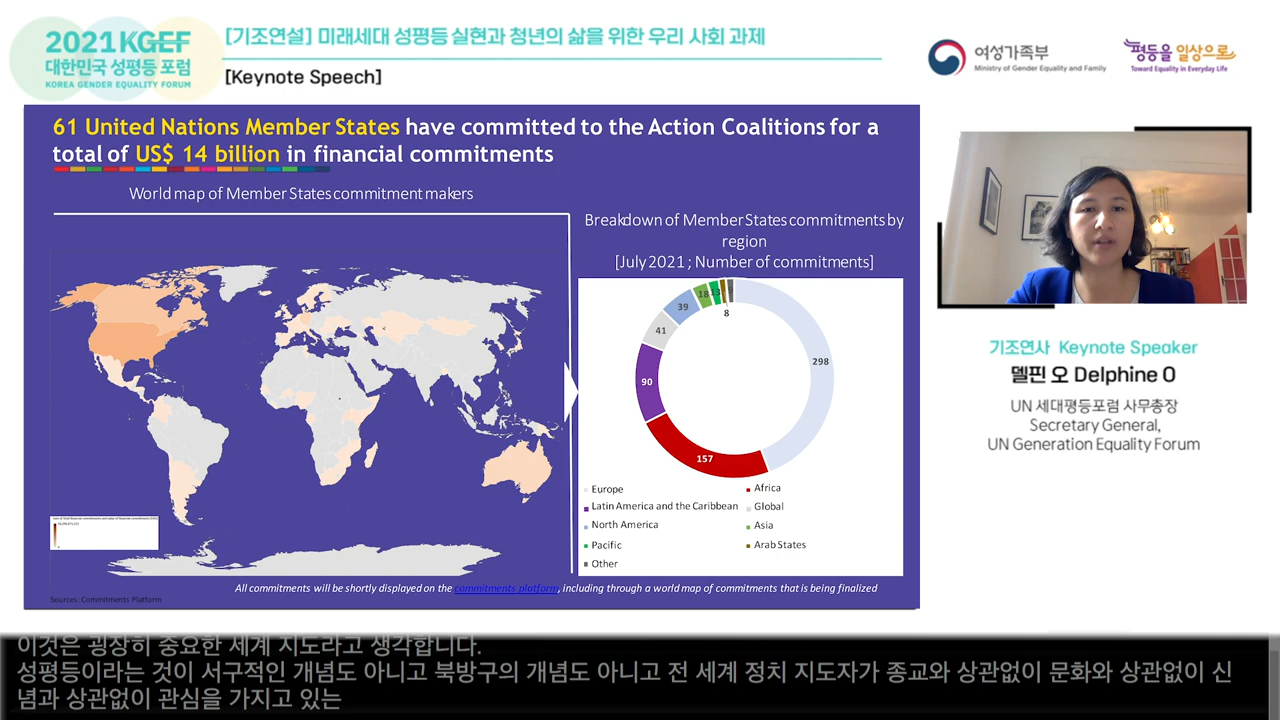 2021 KGEF
대한민국 성평등 포럼
KOREA GENDER EQUALITY FORUM
[기조연설] 미래세대 성평등 실현과 청년의 삶을 위한 우리 사회 과제
[Keynote Speech]
여성가족부
Ministry of Gender Equality and Family
평등을 일상으로
Toward Equality in Everyday Life
61 United Nations Member States have committed to the Action Coalitions for a
total of US$ 14 billion in financial commitments
World map of Member States commitment makers
Breakdown of Member States commitments by
region
[July 2021 ; Number of commitments]
298
157
90
41
39
18
13
8
Europe
Africa
Latin America and the Caribbean
Global
North America
Asia
Pacific
Arab States
Other
All commitments will be shortly displayed on the commitments platform, including through a world map of commitments that is being finalized
Sources: Commitments Platform
기조연사 Keynote Speaker
델핀 오 Delphine O
UN 세대평등포럼 사무총장
Secretary General,
UN Generation Equality Forum
이것은 굉장히 중요한 세계 지도라고 생각합니다.
성평등이라는 것이 서구적인 개념도 아니고 북방구의 개념도 아니고 전 세계 정치 지도자가 종교와 상관없이 문화와 상관없이 신
념과 상관없이 관심을 가지고 있는